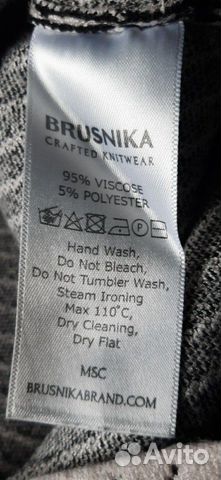 BRUSNIKA
CRAFTED KNITWEAR
95% VISCOSE
5% POLYESTER
Hand Wash,
Do Not Bleach,
Do Not Tumbler Wash,
Steam Ironing
Max 110°C,
Dry Cleaning,
Dry Flat
MSC
BRUSNIKABRAND.COM
Avito